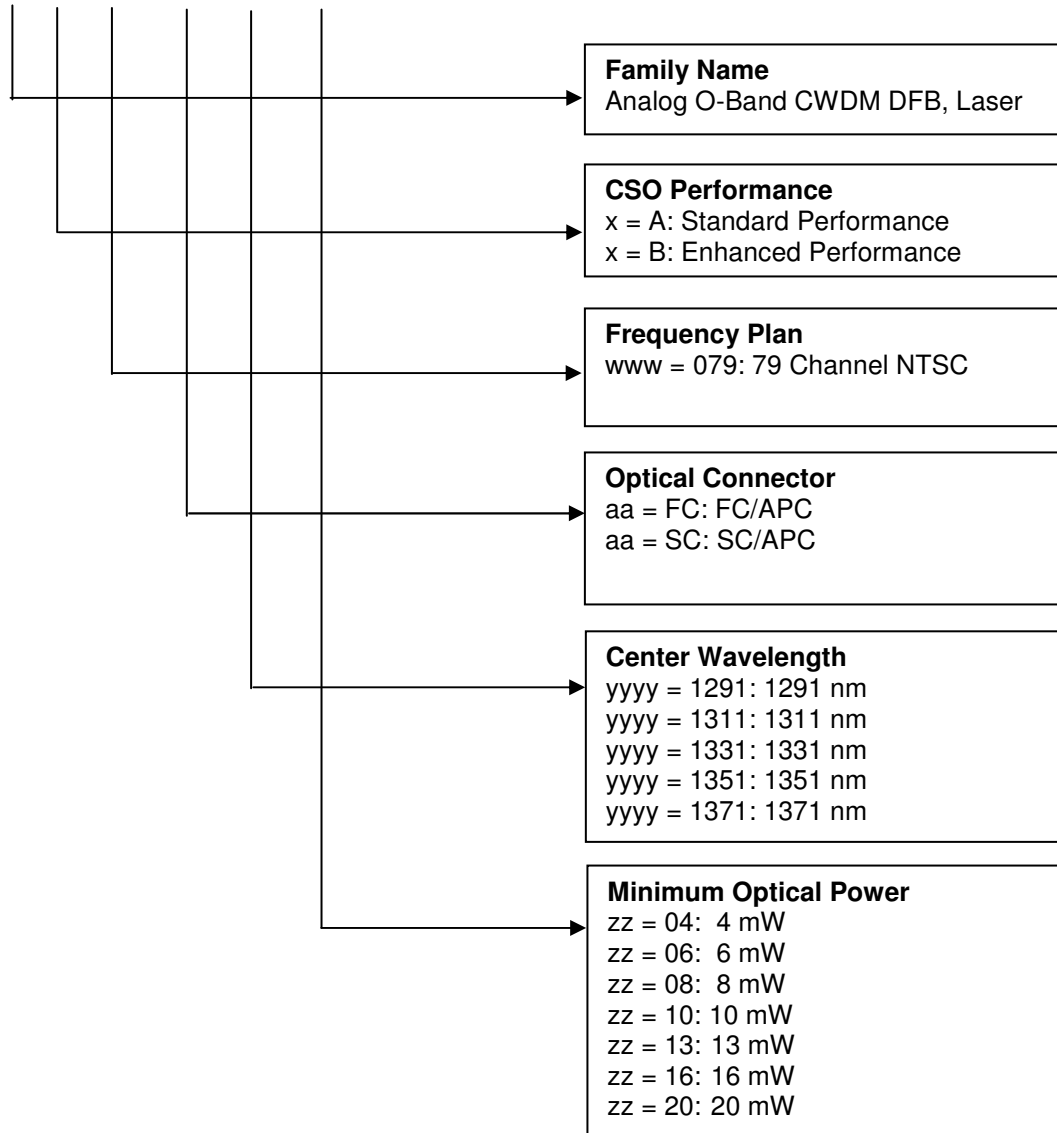 Family Name
Analog O-Band CWDM DFB, Laser
CSO Performance
x = A: Standard Performance
x = B: Enhanced Performance
Frequency Plan
www = 079: 79 Channel NTSC
Optical Connector
aa = FC: FC/APC
aa = SC: SC/APC
Center Wavelength
yyyy = 1291: 1291 nm
yyyy = 1311: 1311 nm
yyyy = 1331: 1331 nm
yyyy = 1351: 1351 nm
yyyy = 1371: 1371 nm
Minimum Optical Power
zz = 04: 4 mW
zz = 06: 6 mW
zz = 08: 8 mW
zz = 10: 10 mW
zz = 13: 13 mW
zz = 16: 16 mW
zz = 20: 20 mW